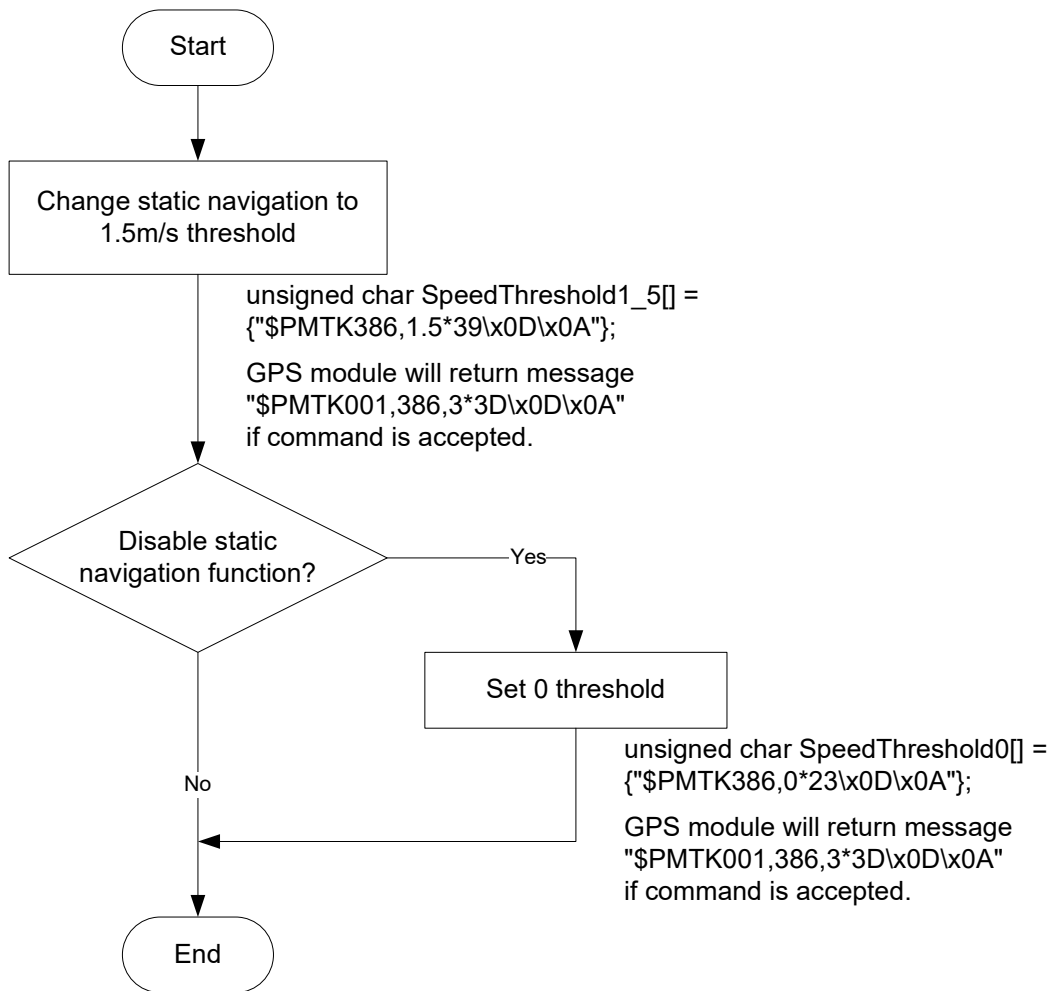 Start
Change static navigation to
1.5m/s threshold
unsigned char SpeedThreshold1_5[] =
{"$PMTK386,1.5*39\x0D\x0A"};
GPS module will return message
"$PMTK001,386,3*3D\x0D\x0A"
if command is accepted.
Disable static
navigation function?
Yes
Set 0 threshold
unsigned char SpeedThreshold0[] =
{"$PMTK386,0*23\x0D\x0A"};
No
GPS module will return message
"$PMTK001,386,3*3D\x0D\x0A"
if command is accepted.
End